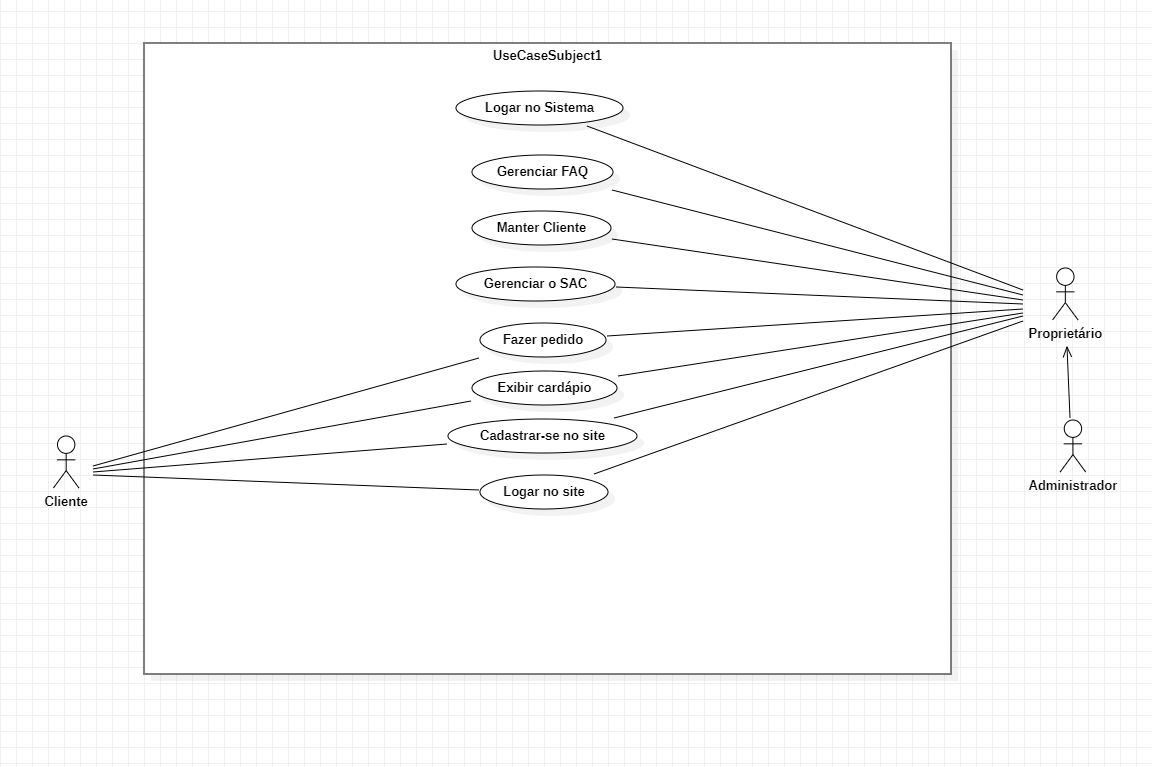 UseCaseSubject1
Logar no Sistema
Gerenciar FAQ
Manter Cliente
Gerenciar o SAC
Fazer pedido
Exibir cardápio
Cadastrar-se no site
Logar no site
Cliente
Proprietário
Administrador